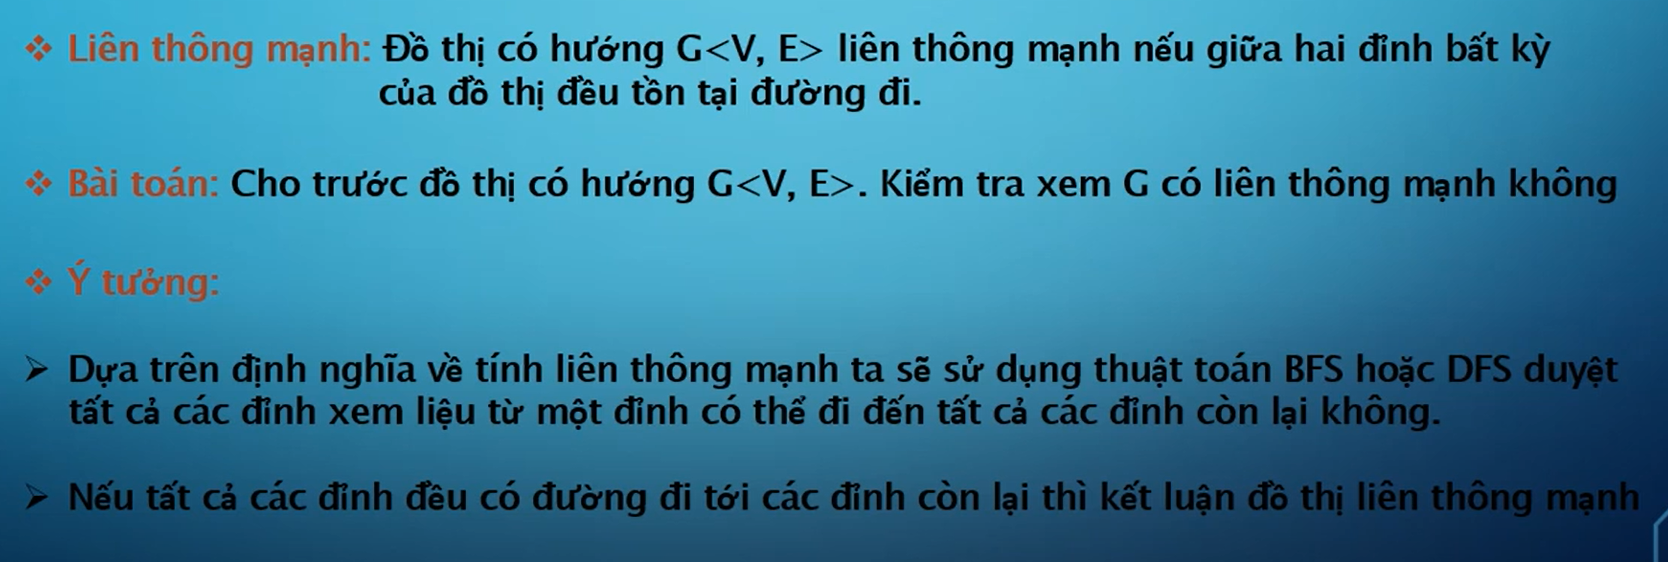 ❖ Liên thông mạnh: Đồ thị có hướng G<V, E> liên thông mạnh nếu giữa hai đỉnh bất kỳ
của đồ thị đều tồn tại đường đi.
❖ Bài toán: Cho trước đồ thị có hướng G<V, E>. Kiểm tra xem G có liên thông mạnh không
❖ Ý tưởng:
➢ Dựa trên định nghĩa về tính liên thông mạnh ta sẽ sử dụng thuật toán BFS hoặc DFS duyệt
tất cả các đỉnh xem liệu từ một đỉnh có thể đi đến tất cả các đỉnh còn lại không.
➢ Nếu tất cả các đỉnh đều có đường đi tới các đỉnh còn lại thì kết luận đồ thị liên thông mạnh